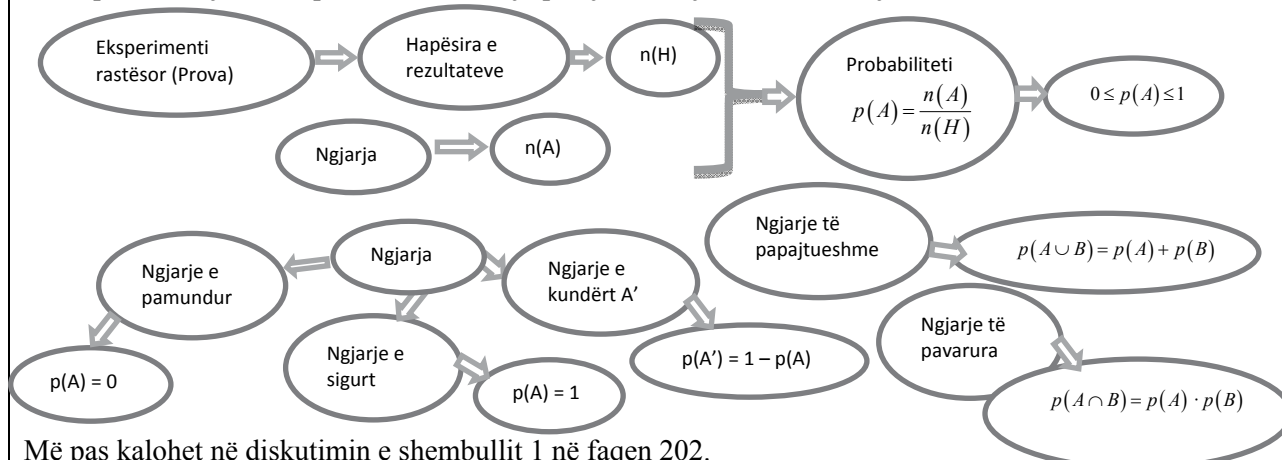 Eksperimenti
rastësor (Prova)
Hapësira e
rezultateve
n(H)
Ngjarja
n(A)
Probabiteti
p(A) = n(A)/n(H)
0 ≤ p(A) ≤ 1
Ngjarja
Ngjarje e
pamundur
p(A) = 0
Ngjarje e
sigurt
p(A) = 1
Ngjarje e
kundërt A’
p(A’) = 1 – p(A)
Ngjarje të
papajtueshme
p(A ∪ B) = p(A) + p(B)
Ngjarje të
pavarura
p(A ∩ B) = p(A) · p(B)
Më pas kalohet në diskutimin e shembullit 1 në faqen 202.